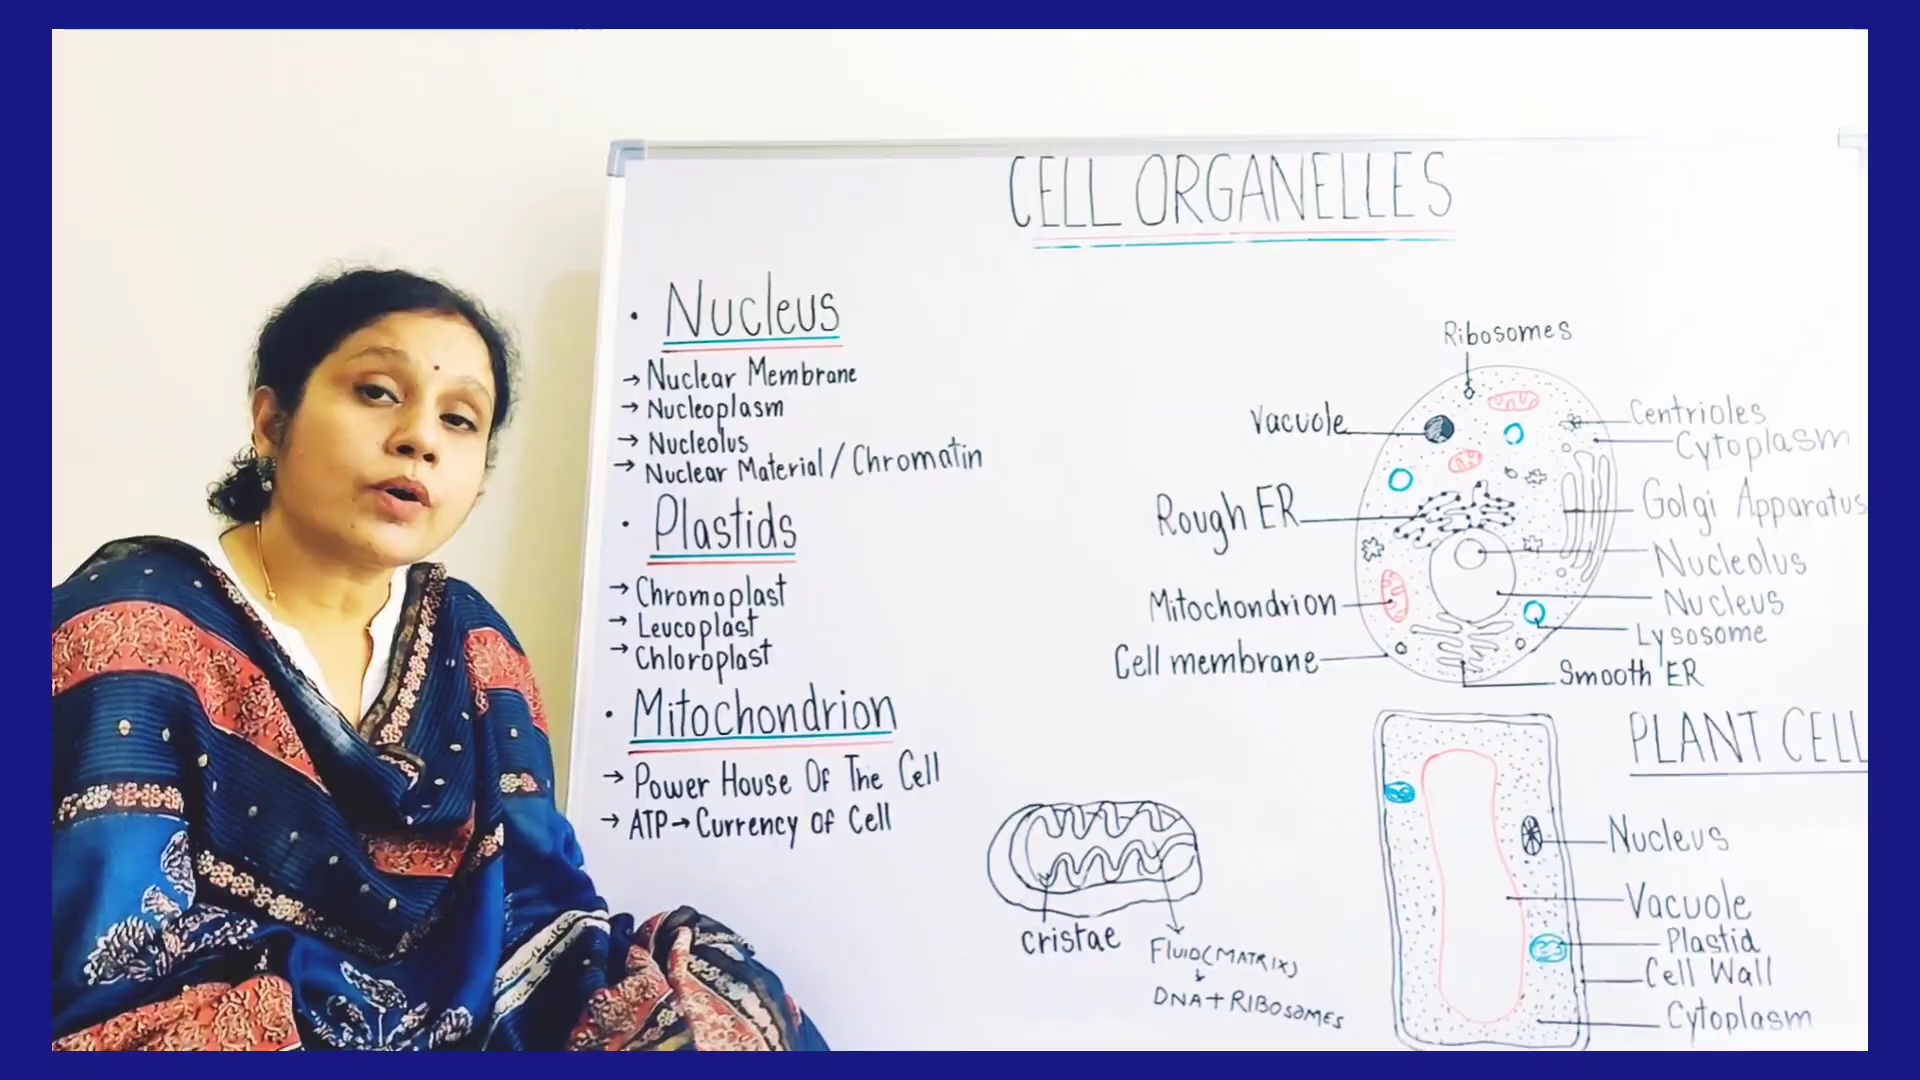 CELL ORGANELLES
• Nucleus
→ Nuclear Membrane
→ Nucleoplasm
→ Nucleolus
→ Nuclear Material / Chromatin
• Plastids
→ Chromoplast
→ Leucoplast
→ Chloroplast
• Mitochondrion
→ Power House Of The Cell
→ ATP → Currency Of Cell
cristae
FLUID (MATRIX)
DNA + RIBOSOMES
Ribosomes
Vacuole
Rough ER
Mitochondrion
Cell membrane
Centrioles
Cytoplasm
Golgi Apparatus
Nucleolus
Nucleus
Lysosome
Smooth ER
PLANT CELL
Nucleus
Vacuole
Plastid
Cell Wall
Cytoplasm